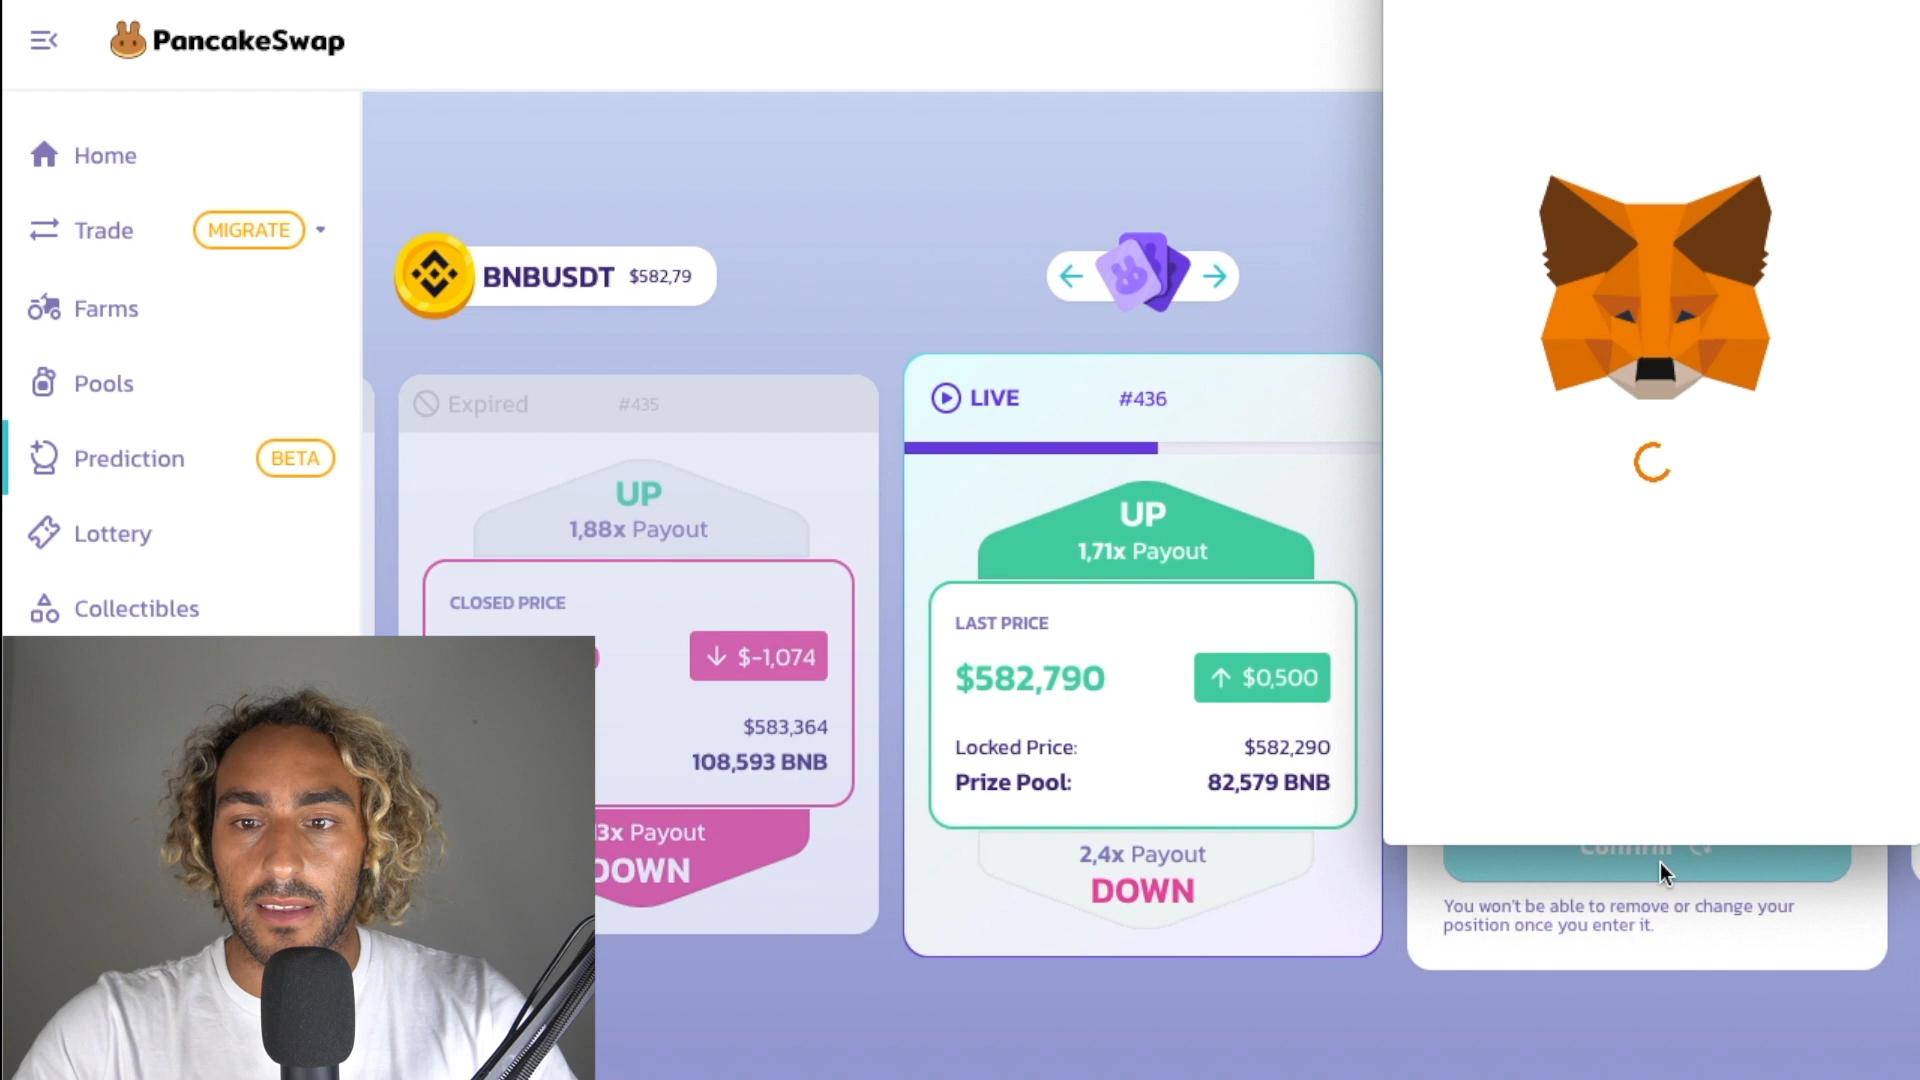 PancakeSwap
Home
Trade
MIGRATE
Farms
Pools
Prediction
BETA
Lottery
Collectibles
BNBUSDT $582,79
Expired
#435
UP
1,88x Payout
CLOSED PRICE
$-1,074
$583,364
108,593 BNB
3x Payout
DOWN
LIVE
#436
UP
1,71x Payout
LAST PRICE
$582,790
$0,500
Locked Price:
$582,290
Prize Pool:
82,579 BNB
2,4x Payout
DOWN
Confirm
You won't be able to remove or change your
position once you enter it.